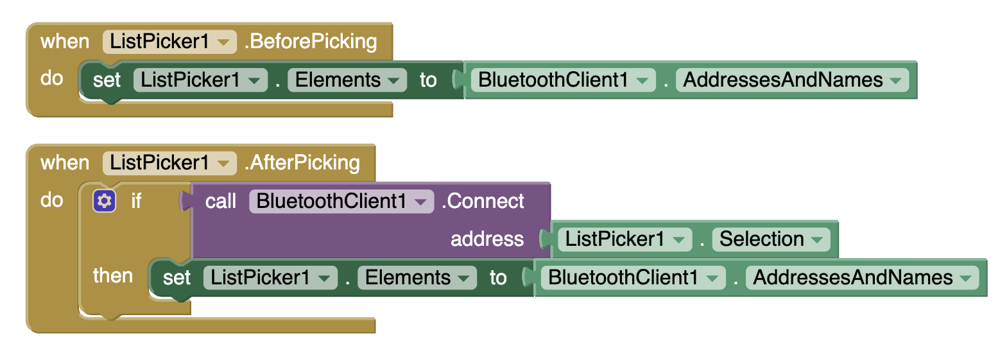 when ListPicker1 .BeforePicking
do set ListPicker1 . Elements to BluetoothClient1 . AddressesAndNames
when ListPicker1 .AfterPicking
do if call BluetoothClient1 .Connect
address ListPicker1 . Selection
then set ListPicker1 . Elements to BluetoothClient1 . AddressesAndNames